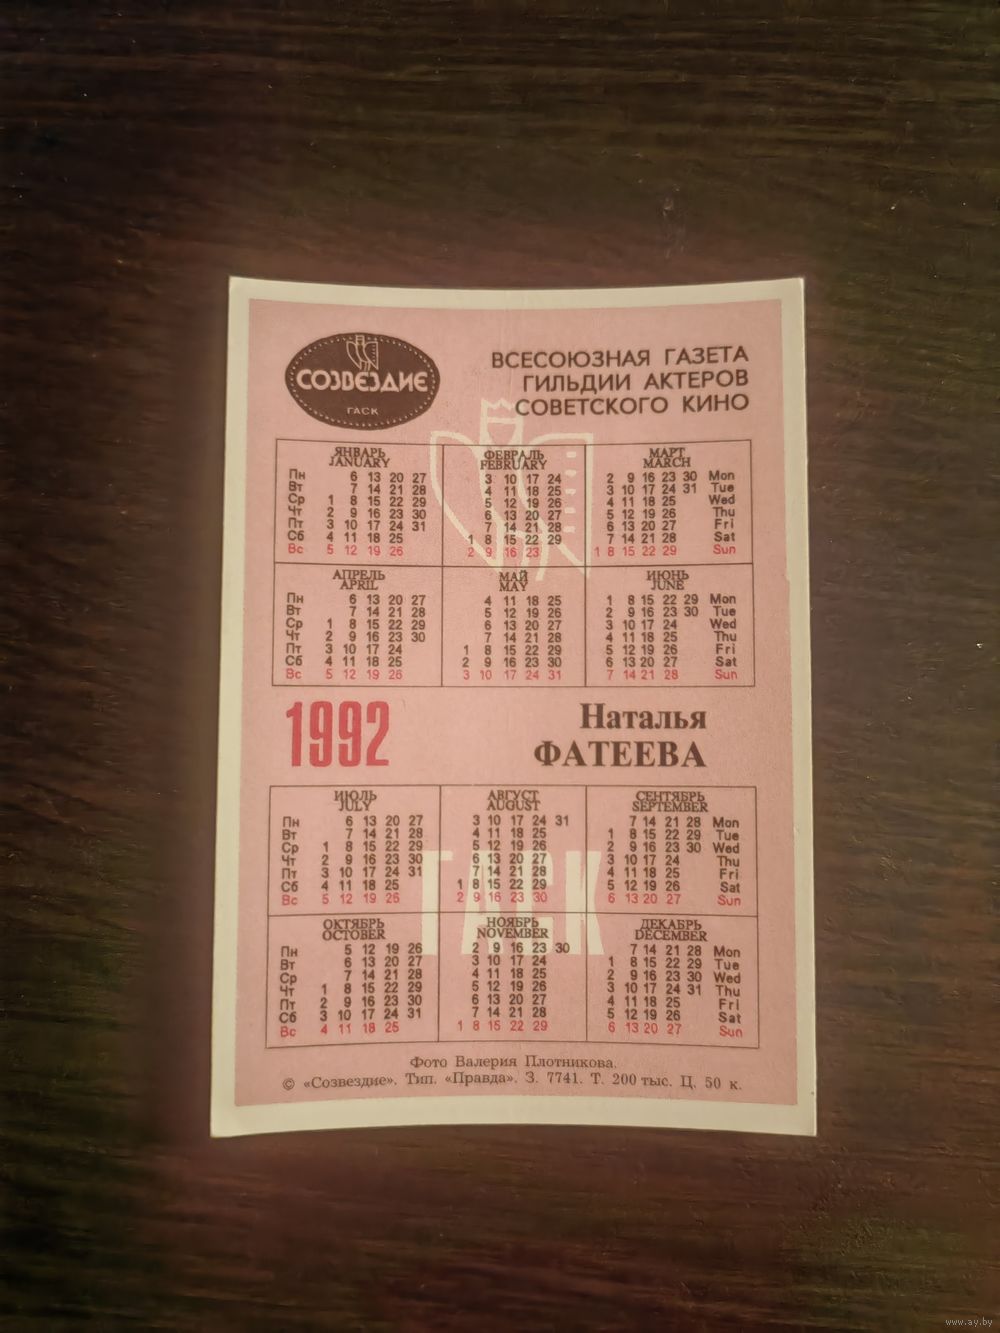 СОЗВЕЗДИЕ
ГАСК
ВСЕСОЮЗНАЯ ГАЗЕТА
ГИЛЬДИИ АКТЕРОВ
СОВЕТСКОГО КИНО
ЯНВАРЬ ФЕВРАЛЬ МАРТ
JANUARY FEBRUARY MARCH
Пн 6 13 20 27 3 10 17 24 2 9 16 23 30 Mon
Вт 7 14 21 28 4 11 18 25 3 10 17 24 31 Tue
Ср 1 8 15 22 29 5 12 19 26 4 11 18 25 Wed
Чт 2 9 16 23 30 6 13 20 27 5 12 19 26 Thu
Пт 3 10 17 24 31 7 14 21 28 6 13 20 27 Fri
Сб 4 11 18 25 1 8 15 22 29 7 14 21 28 Sat
Вс 5 12 19 26 2 9 16 23 1 8 15 22 29 Sun
АПРЕЛЬ МАЙ ИЮНЬ
APRIL MAY JUNE
Пн 6 13 20 27 4 11 18 25 1 8 15 22 29 Mon
Вт 7 14 21 28 5 12 19 26 2 9 16 23 30 Tue
Ср 1 8 15 22 29 6 13 20 27 3 10 17 24 Wed
Чт 2 9 16 23 30 7 14 21 28 4 11 18 25 Thu
Пт 3 10 17 24 1 8 15 22 29 5 12 19 26 Fri
Сб 4 11 18 25 2 9 16 23 30 6 13 20 27 Sat
Вс 5 12 19 26 3 10 17 24 31 7 14 21 28 Sun
1992
Наталья
ФАТЕЕВА
ИЮЛЬ АВГУСТ СЕНТЯБРЬ
JULY AUGUST SEPTEMBER
Пн 6 13 20 27 3 10 17 24 31 7 14 21 28 Mon
Вт 7 14 21 28 4 11 18 25 1 8 15 22 29 Tue
Ср 1 8 15 22 29 5 12 19 26 2 9 16 23 30 Wed
Чт 2 9 16 23 30 6 13 20 27 3 10 17 24 Thu
Пт 3 10 17 24 31 7 14 21 28 4 11 18 25 Fri
Сб 4 11 18 25 1 8 15 22 29 5 12 19 26 Sat
Вс 5 12 19 26 2 9 16 23 30 6 13 20 27 Sun
ГАСК
ОКТЯБРЬ НОЯБРЬ ДЕКАБРЬ
OCTOBER NOVEMBER DECEMBER
Пн 5 12 19 26 2 9 16 23 30 7 14 21 28 Mon
Вт 6 13 20 27 3 10 17 24 1 8 15 22 29 Tue
Ср 7 14 21 28 4 11 18 25 2 9 16 23 30 Wed
Чт 1 8 15 22 29 5 12 19 26 3 10 17 24 31 Thu
Пт 2 9 16 23 30 6 13 20 27 4 11 18 25 Fri
Сб 3 10 17 24 31 7 14 21 28 5 12 19 26 Sat
Вс 4 11 18 25 1 8 15 22 29 6 13 20 27 Sun
Фото Валерия Плотникова.
© «Созвездие». Тип. «Правда». З. 7741. Т. 200 тыс. Ц. 50 к.
www.ay.by